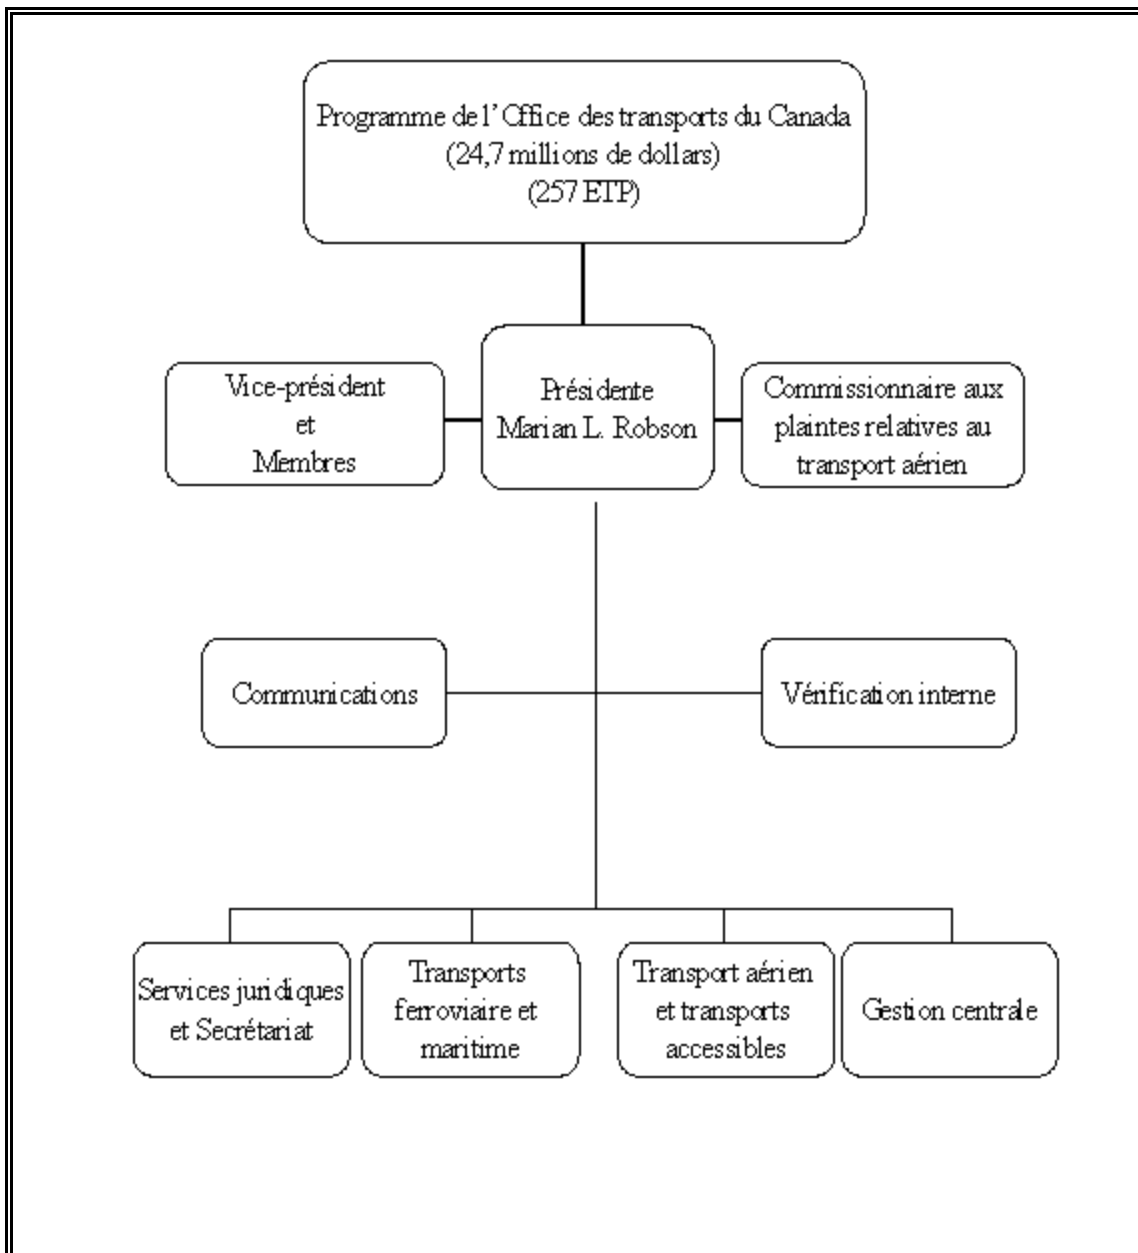 Programme de l'Office des transports du Canada
(24,7 millions de dollars)
(257 ETP)
Vice-président
et
Membres
Présidente
Marian L. Robson
Commissionnaire aux
plaintes relatives au
transport aérien
Communications
Vérification interne
Services juridiques
et Secrétariat
Transports
ferroviaire et
maritime
Transport aérien
et transports
accessibles
Gestion centrale